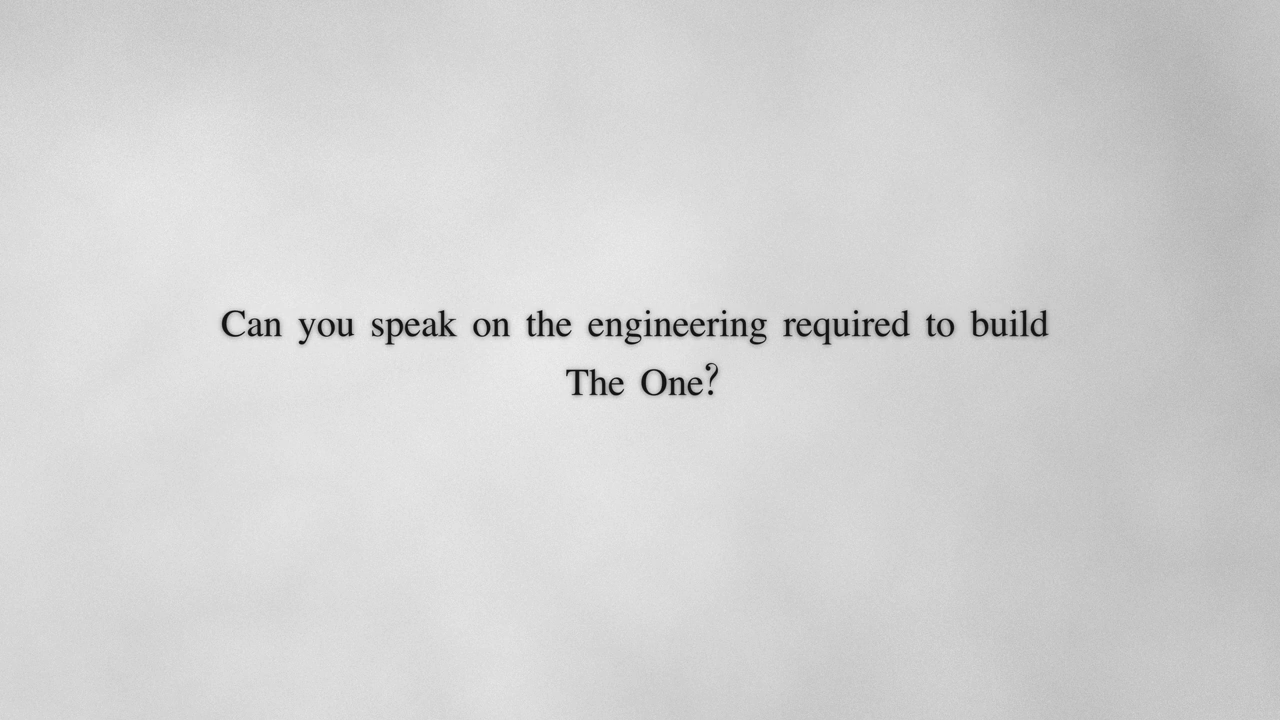 Can you speak on the engineering required to build
The One?